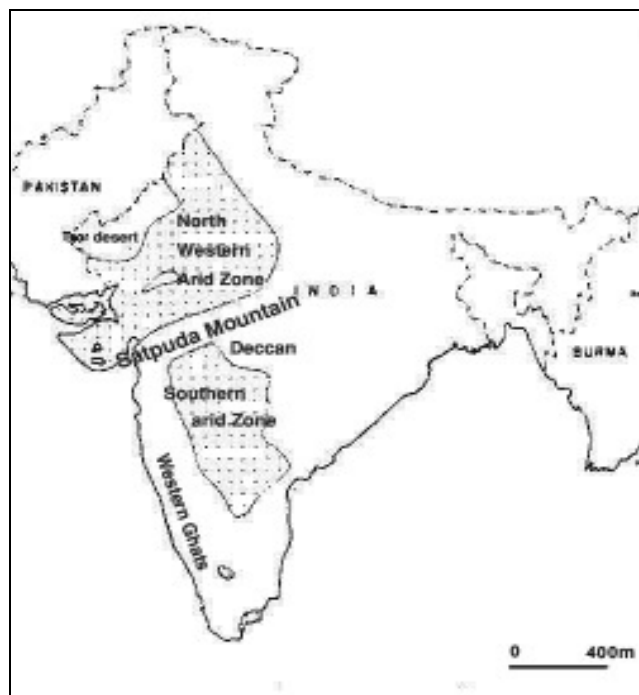 PAKISTAN
Thar desert
North
Western
Arid Zone
INDIA
Satpuda Mountain
Deccan
BURMA
Southern
arid Zone
Western Ghats
0 400m